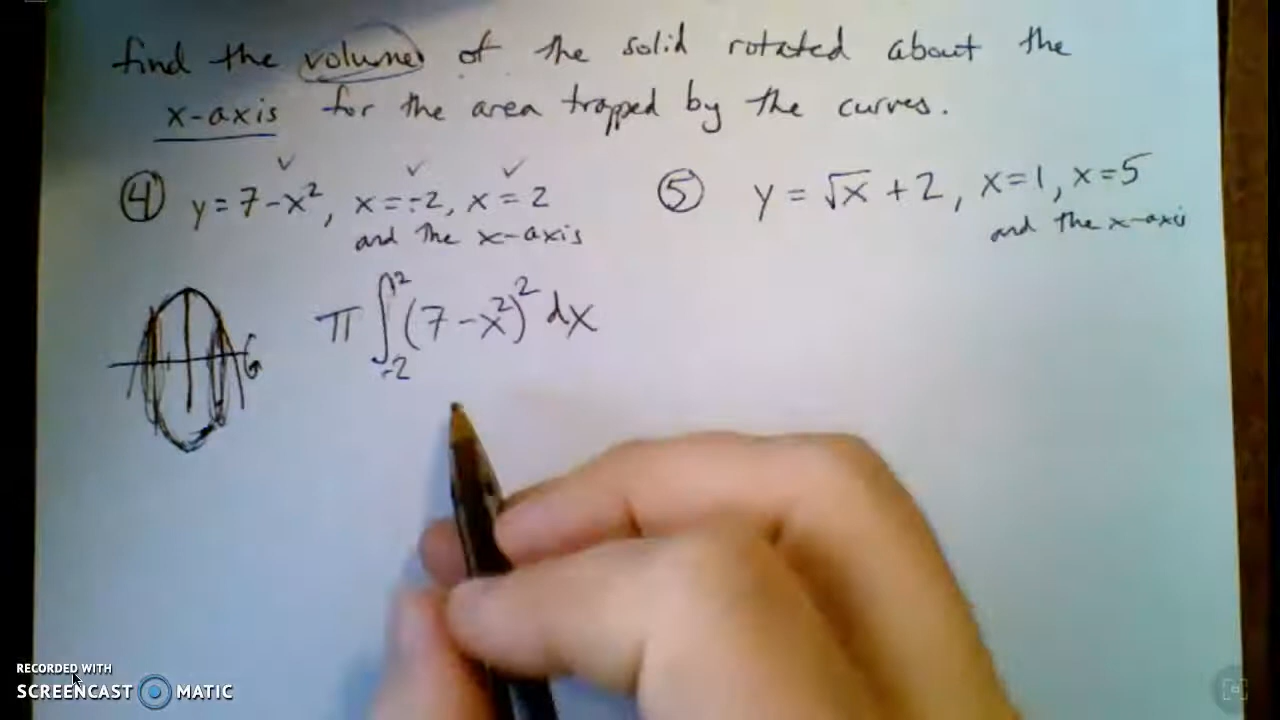 find the volume of the solid rotated about the
x-axis for the area trapped by the curves.
④ y = 7 - x², x = -2, x = 2
and the x-axis
π ∫₋₂² (7 - x²)² dx
⑤ y = √x + 2, x = 1, x = 5
and the x-axis
RECORDED WITH
SCREENCAST MATIC